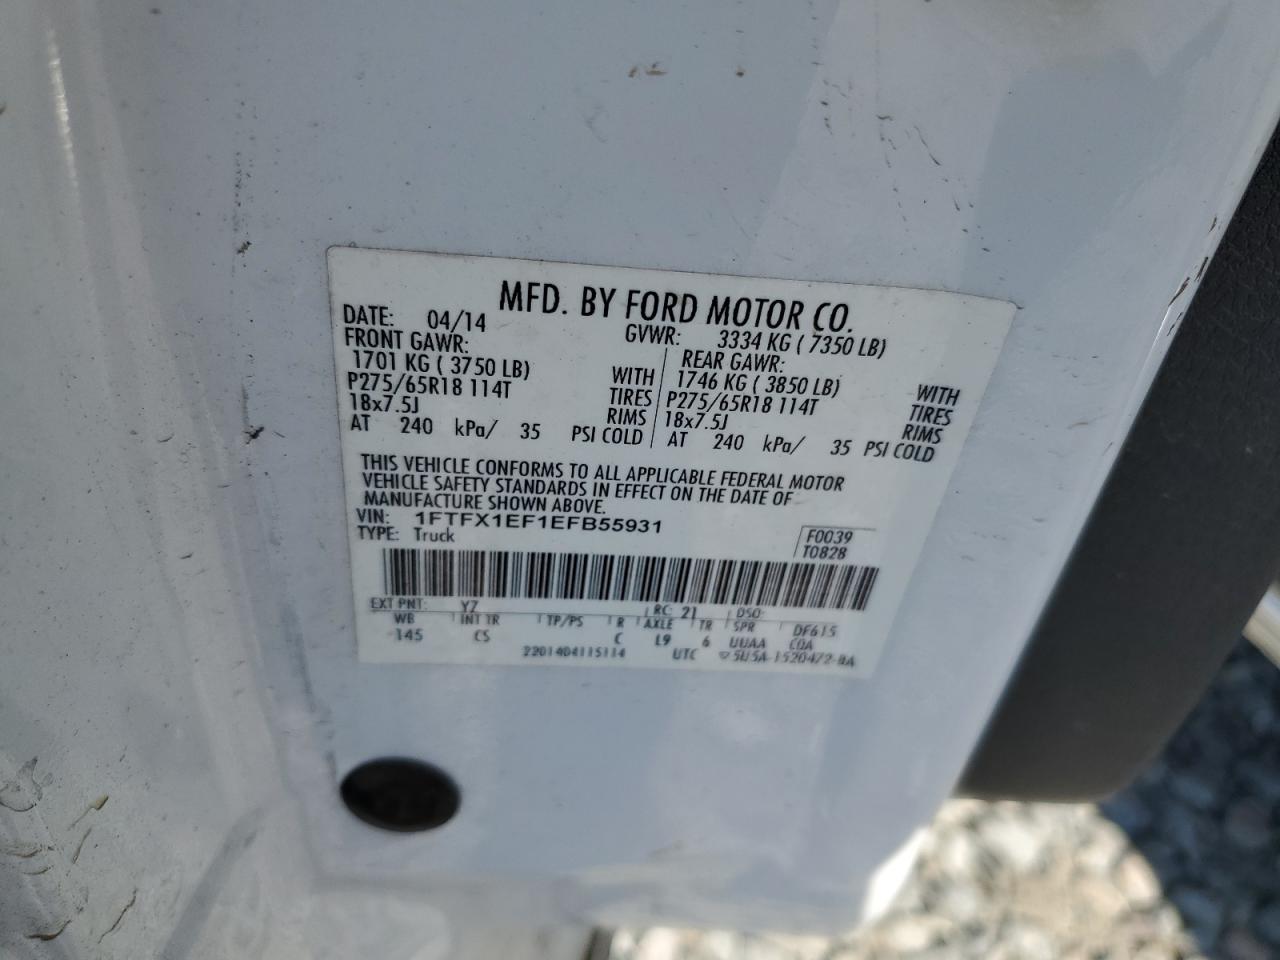 MFD. BY FORD MOTOR CO.
DATE: 04/14 GVWR: 3334 KG ( 7350 LB)
FRONT GAWR: REAR GAWR:
1701 KG ( 3750 LB) WITH 1746 KG ( 3850 LB) WITH
P275/65R18 114T TIRES P275/65R18 114T TIRES
18x7.5J RIMS 18x7.5J RIMS
AT 240 kPa/ 35 PSI COLD AT 240 kPa/ 35 PSI COLD
THIS VEHICLE CONFORMS TO ALL APPLICABLE FEDERAL MOTOR
VEHICLE SAFETY STANDARDS IN EFFECT ON THE DATE OF
MANUFACTURE SHOWN ABOVE.
VIN: 1FTFX1EF1EFB55931 F0039
TYPE: Truck T0828
EXT PNT: YZ RC: 21 DSO:
WB INT TR TP/PS R AXLE TR SPR DF615
145 CS C L9 6 UUAA COA
2201404115114 UTC ▽5U5A-1520472-BA